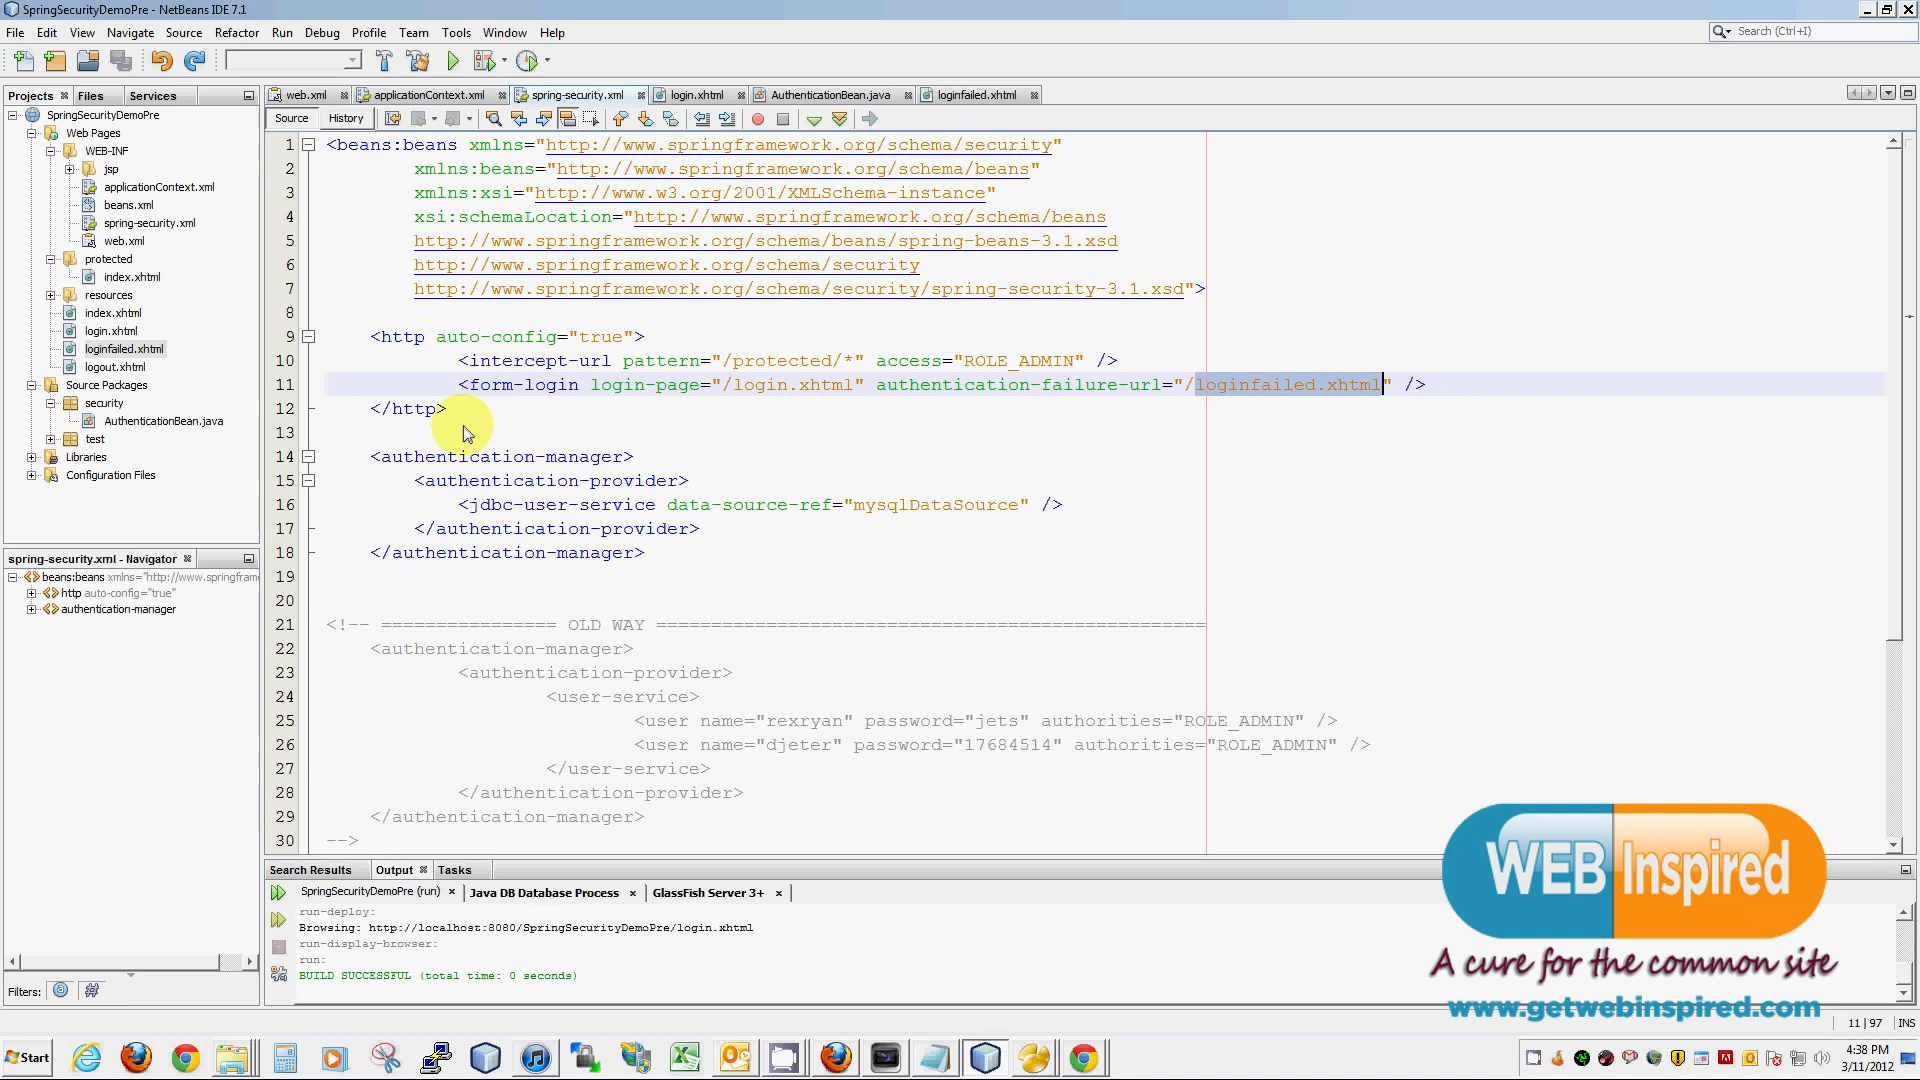 SpringSecurityDemoPre - NetBeans IDE 7.1
File Edit View Navigate Source Refactor Run Debug Profile Team Tools Window Help
Search (Ctrl+I)
Projects Files Services
web.xml applicationContext.xml spring-security.xml login.xhtml AuthenticationBean.java loginfailed.xhtml
Source History
SpringSecurityDemoPre
Web Pages
WEB-INF
jsp
applicationContext.xml
beans.xml
spring-security.xml
web.xml
protected
index.xhtml
resources
index.xhtml
login.xhtml
loginfailed.xhtml
logout.xhtml
Source Packages
security
AuthenticationBean.java
test
Libraries
Configuration Files
spring-security.xml - Navigator
beans:beans xmlns="http://www.springfram
http auto-config="true"
authentication-manager
Filters:
1 <beans:beans xmlns="http://www.springframework.org/schema/security"
2 xmlns:beans="http://www.springframework.org/schema/beans"
3 xmlns:xsi="http://www.w3.org/2001/XMLSchema-instance"
4 xsi:schemaLocation="http://www.springframework.org/schema/beans
5 http://www.springframework.org/schema/beans/spring-beans-3.1.xsd
6 http://www.springframework.org/schema/security
7 http://www.springframework.org/schema/security/spring-security-3.1.xsd">
8
9 <http auto-config="true">
10 <intercept-url pattern="/protected/*" access="ROLE_ADMIN" />
11 <form-login login-page="/login.xhtml" authentication-failure-url="/loginfailed.xhtml" />
12 </http>
13
14 <authentication-manager>
15 <authentication-provider>
16 <jdbc-user-service data-source-ref="mysqlDataSource" />
17 </authentication-provider>
18 </authentication-manager>
19
20
21 <!-- ================ OLD WAY ==================================================
22 <authentication-manager>
23 <authentication-provider>
24 <user-service>
25 <user name="rexryan" password="jets" authorities="ROLE_ADMIN" />
26 <user name="djeter" password="17684514" authorities="ROLE_ADMIN" />
27 </user-service>
28 </authentication-provider>
29 </authentication-manager>
30 -->
Search Results Output Tasks
SpringSecurityDemoPre (run) Java DB Database Process GlassFish Server 3+
run-deploy:
Browsing: http://localhost:8080/SpringSecurityDemoPre/login.xhtml
run-display-browser:
run:
BUILD SUCCESSFUL (total time: 0 seconds)
WEB Inspired
A cure for the common site
www.getwebinspired.com
11 | 97 INS
Start
4:38 PM
3/11/2012